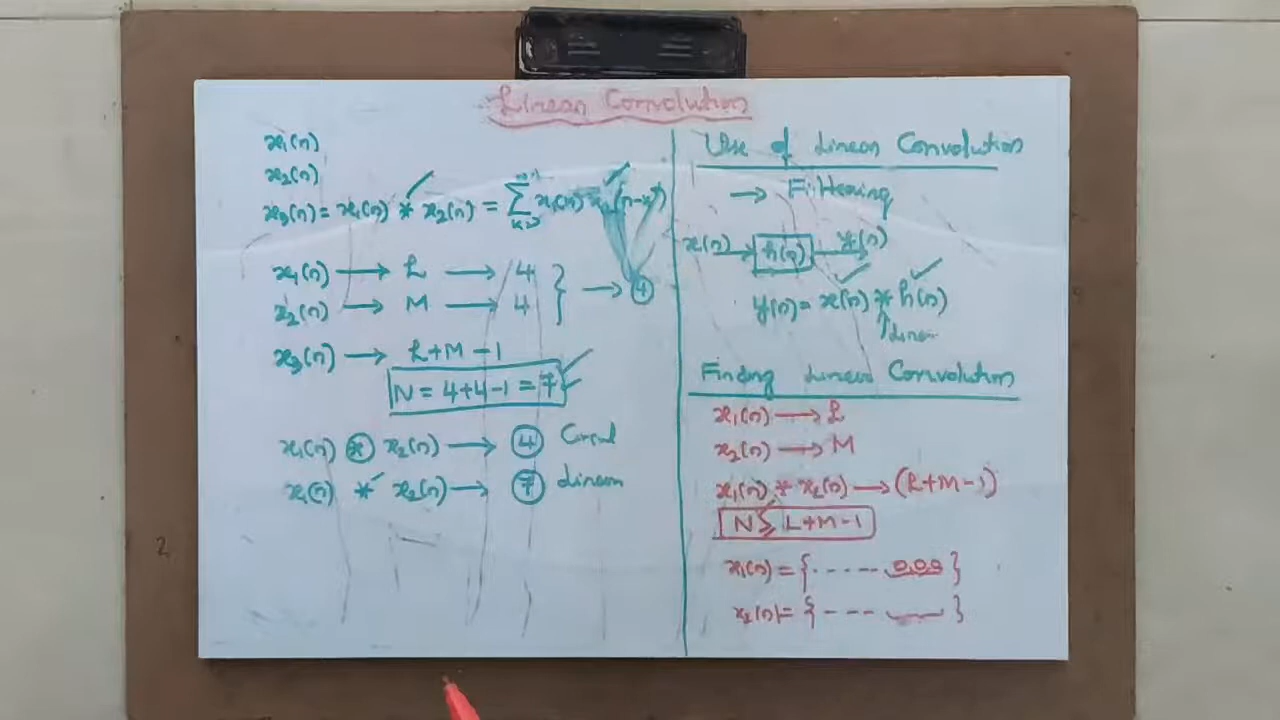 Linear Convolution
x₁(n)
x₂(n)
x₃(n) = x₁(n) * x₂(n) = ∑ x₁(n) (n-k)
x₁(n) → L → 4
x₂(n) → M → 4 } → 4
x₃(n) → L+M-1
N = 4+4-1 = 7
x₁(n) ⊛ x₂(n) → 4
x₁(n) * x₂(n) → 7 Linear
Use of Linear Convolution
→ Filtering
x(n) → h(n) → y(n)
y(n) = x(n) * h(n)
↑
Finding Linear Convolution
x₁(n) → L
x₂(n) → M
x₁(n) * x₂(n) → (L+M-1)
N ≥ L+M-1
x₁(n) = { - - - - 0 0 0 }
x₂(n) = { - - - }
2